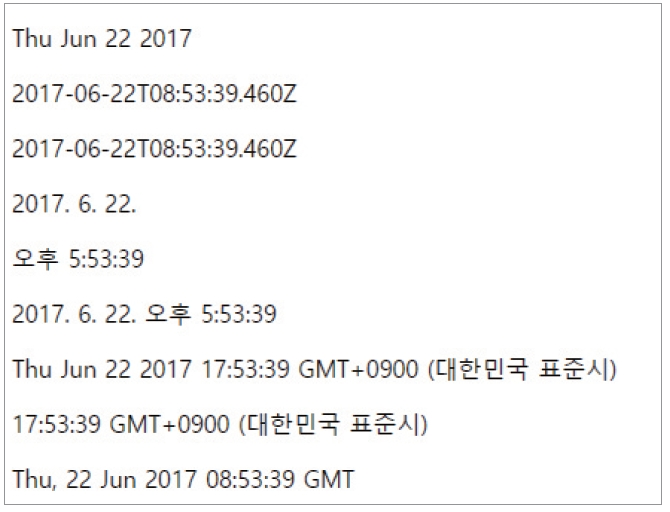 Thu Jun 22 2017
2017-06-22T08:53:39.460Z
2017-06-22T08:53:39.460Z
2017. 6. 22.
오후 5:53:39
2017. 6. 22. 오후 5:53:39
Thu Jun 22 2017 17:53:39 GMT+0900 (대한민국 표준시)
17:53:39 GMT+0900 (대한민국 표준시)
Thu, 22 Jun 2017 08:53:39 GMT